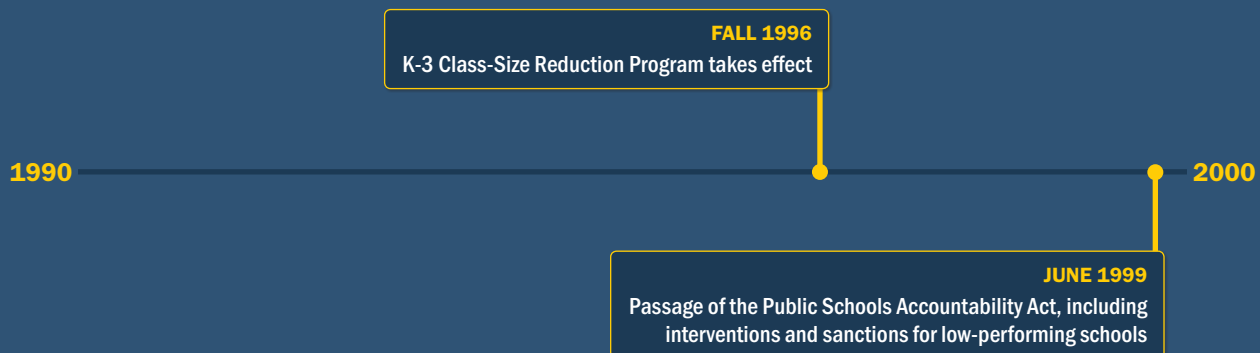 FALL 1996
K-3 Class-Size Reduction Program takes effect
1990
2000
JUNE 1999
Passage of the Public Schools Accountability Act, including
interventions and sanctions for low-performing schools